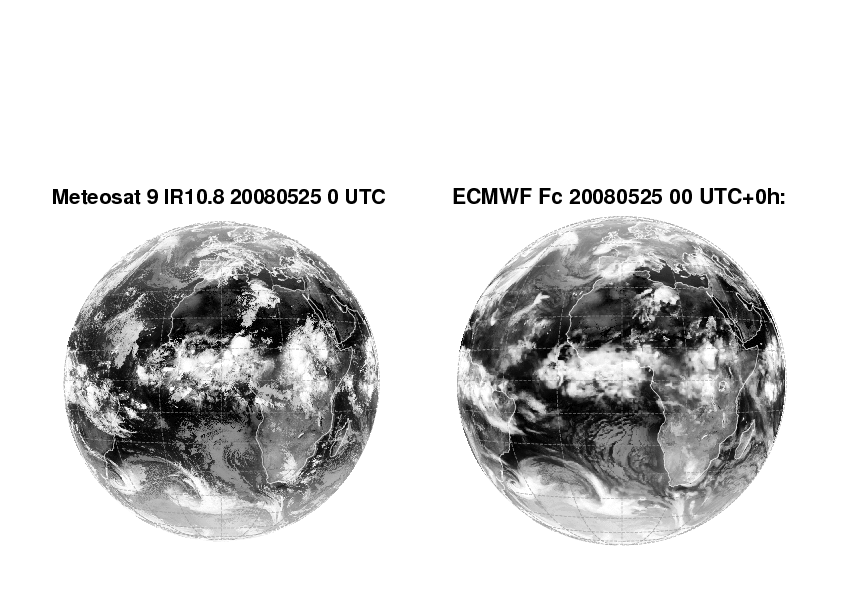 Meteosat 9 IR10.8 20080525 0 UTC
ECMWF Fc 20080525 00 UTC+0h: